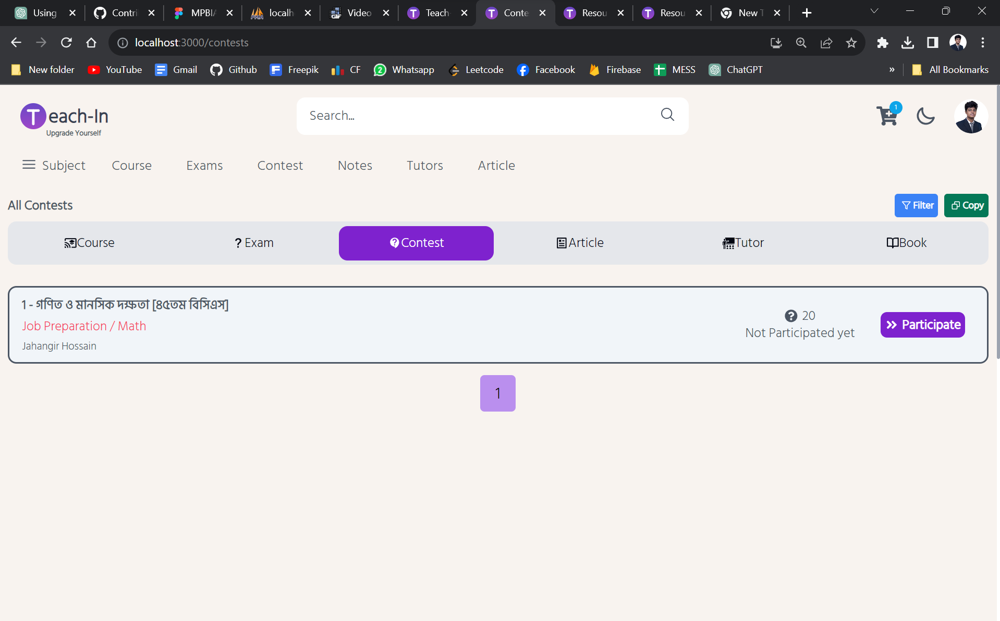 Using
Contri
MPBIA
localh
Video
Teach-
Conte
Resou
Resou
New T
localhost:3000/contests
New folder
YouTube
Gmail
Github
Freepik
CF
2 Whatsapp
Leetcode
Facebook
Firebase
MESS
ChatGPT
»
All Bookmarks
Teach-In
Upgrade Yourself
Search...
1
Subject
Course
Exams
Contest
Notes
Tutors
Article
All Contests
Filter
Copy
Course
? Exam
Contest
Article
Tutor
Book
1 - গণিত ও মানসিক দক্ষতা [৪৫তম বিসিএস]
Job Preparation / Math
Jahangir Hossain
20
Not Participated yet
Participate
1